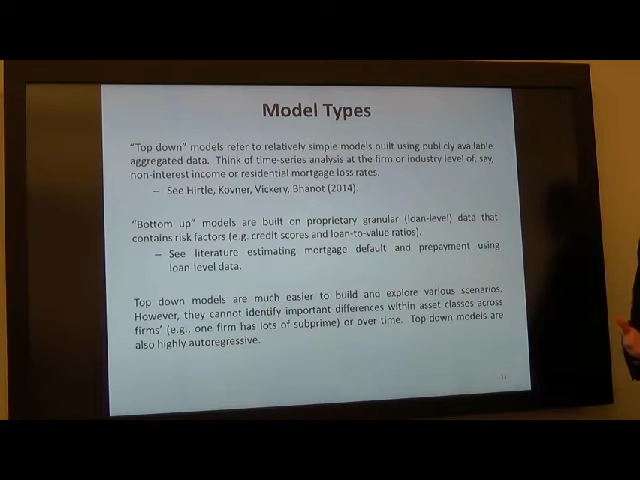 Model Types
"Top down" models refer to relatively simple models built using publicly available
aggregated data. Think of time-series analysis at the firm or industry level of, say,
non-interest income or residential mortgage loss rates.
– See Hirtle, Kovner, Vickery, Bhanot (2014).
"Bottom up" models are built on proprietary granular (loan-level) data that
contains risk factors (e.g. credit scores and loan-to-value ratios).
– See literature estimating mortgage default and prepayment using
loan-level data.
Top down models are much easier to build and explore various scenarios.
However, they cannot identify important differences within asset classes across
firms' (e.g., one firm has lots of subprime) or over time. Top down models are
also highly autoregressive.